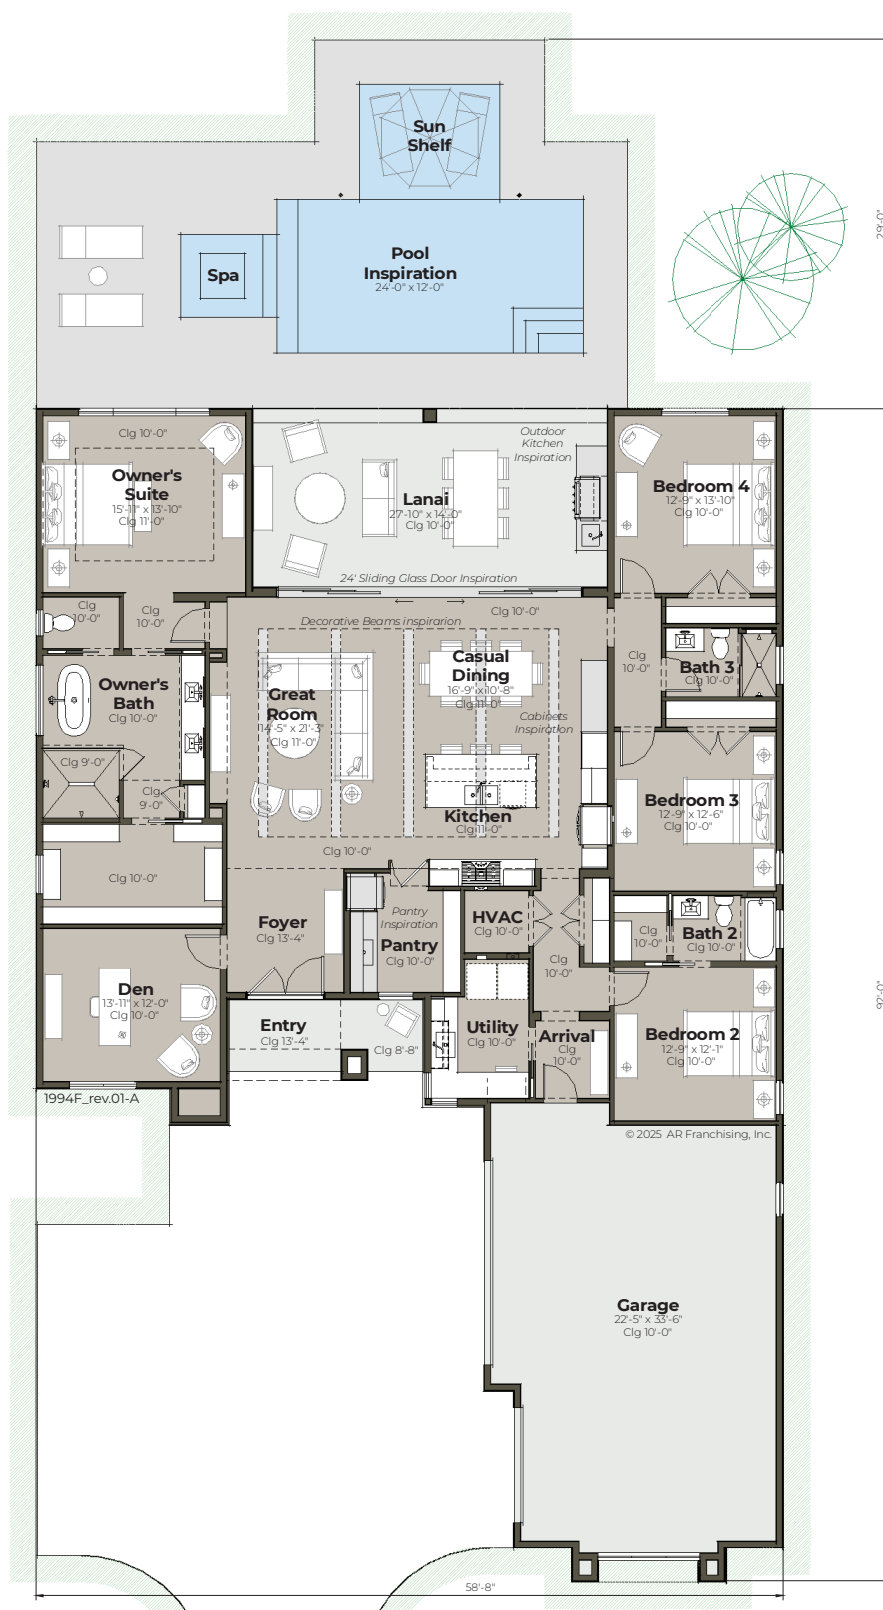 Sun
Shelf
29'-0"
Pool
Inspiration
24'-0" x 12'-0"
Spa
Clg 10'-0"
Owner's
Suite
15'-11" x 13'-10"
Clg 11'-0"
Outdoor
Kitchen
Inspiration
Lanai
27'-10" x 14'-0"
Clg 10'-0"
Bedroom 4
12'-9" x 13'-10"
Clg 10'-0"
24' Sliding Glass Door Inspiration
Clg
10'-0"
Clg
10'-0"
Clg 10'-0"
Decorative Beams inspirarion
Casual
Dining
16'-9" x 10'-8"
Clg 11'-0"
Clg
10'-0"
Bath 3
Clg 10'-0"
Owner's
Bath
Clg 10'-0"
Great
Room
14'-5" x 21'-3"
Clg 11'-0"
Cabinets
Inspiration
Clg 9'-0"
Clg
9'-0"
Kitchen
Clg 11'-0"
Bedroom 3
12'-9" x 12'-6"
Clg 10'-0"
Clg 10'-0"
Clg 10'-0"
Foyer
Clg 13'-4"
Pantry
Inspiration
Pantry
Clg 10'-0"
HVAC
Clg 10'-0"
Clg
10'-0"
Clg
10'-0"
Bath 2
Clg 10'-0"
Den
13'-11" x 12'-0"
Clg 10'-0"
Entry
Clg 13'-4"
Clg 8'-8"
Utility
Clg 10'-0"
Arrival
Clg
10'-0"
Bedroom 2
12'-9" x 12'-1"
Clg 10'-0"
92'-0"
1994F_rev.01-A
© 2025 AR Franchising, Inc.
Garage
22'-5" x 33'-6"
Clg 10'-0"
58'-8"